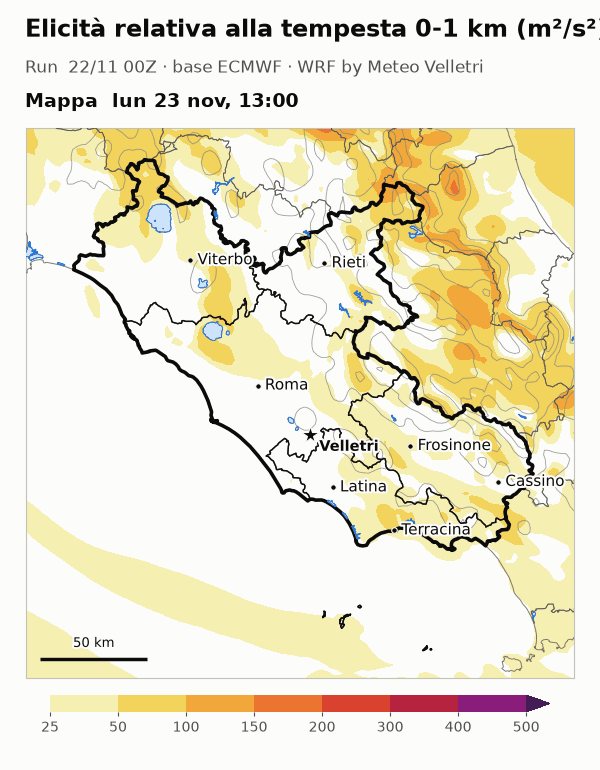 Elicità relativa alla tempesta 0-1 km (m²/s²)
Run  22/11 00Z · base ECMWF · WRF by Meteo Velletri
Mappa  lun 23 nov, 13:00
Viterbo
Rieti
Roma
Velletri
Frosinone
Latina
Cassino
Terracina
50 km
25 50 100 150 200 300 400 500